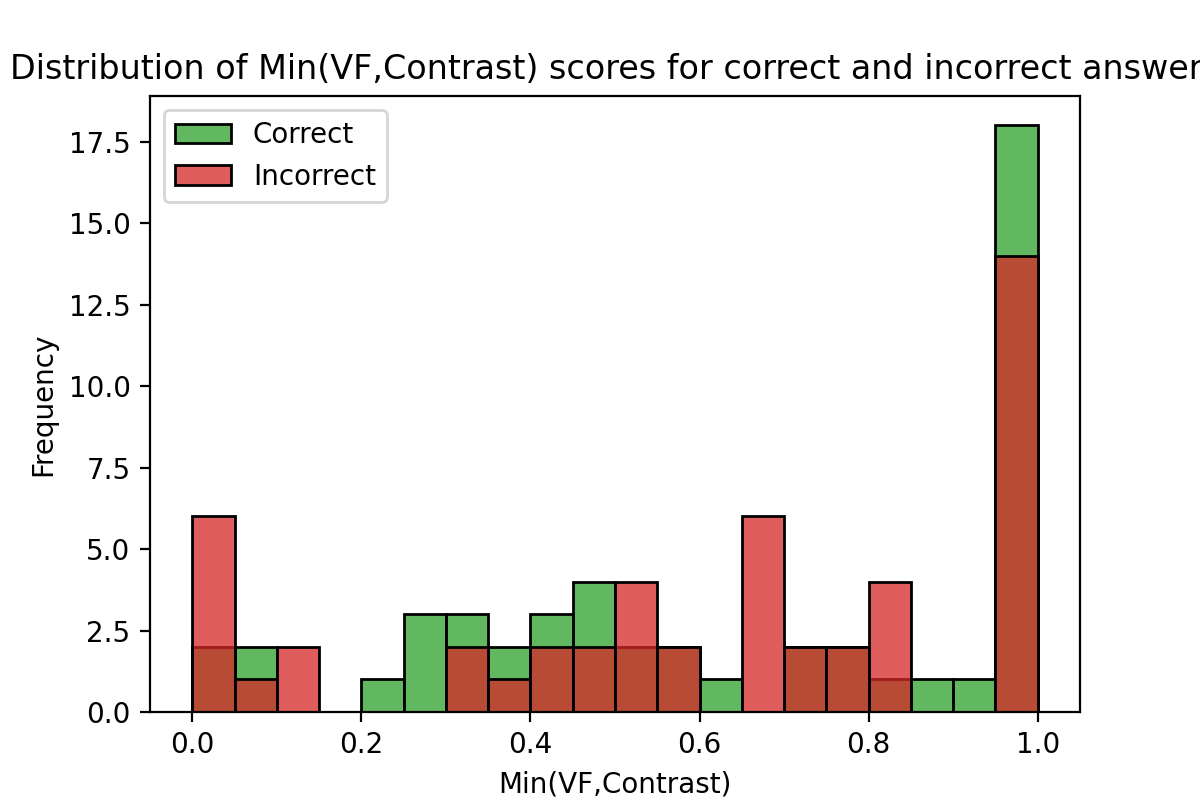 Distribution of Min(VF,Contrast) scores for correct and incorrect answer
Correct
Incorrect
17.5
15.0
12.5
10.0
7.5
5.0
2.5
0.0
Frequency
0.0 0.2 0.4 0.6 0.8 1.0
Min(VF,Contrast)